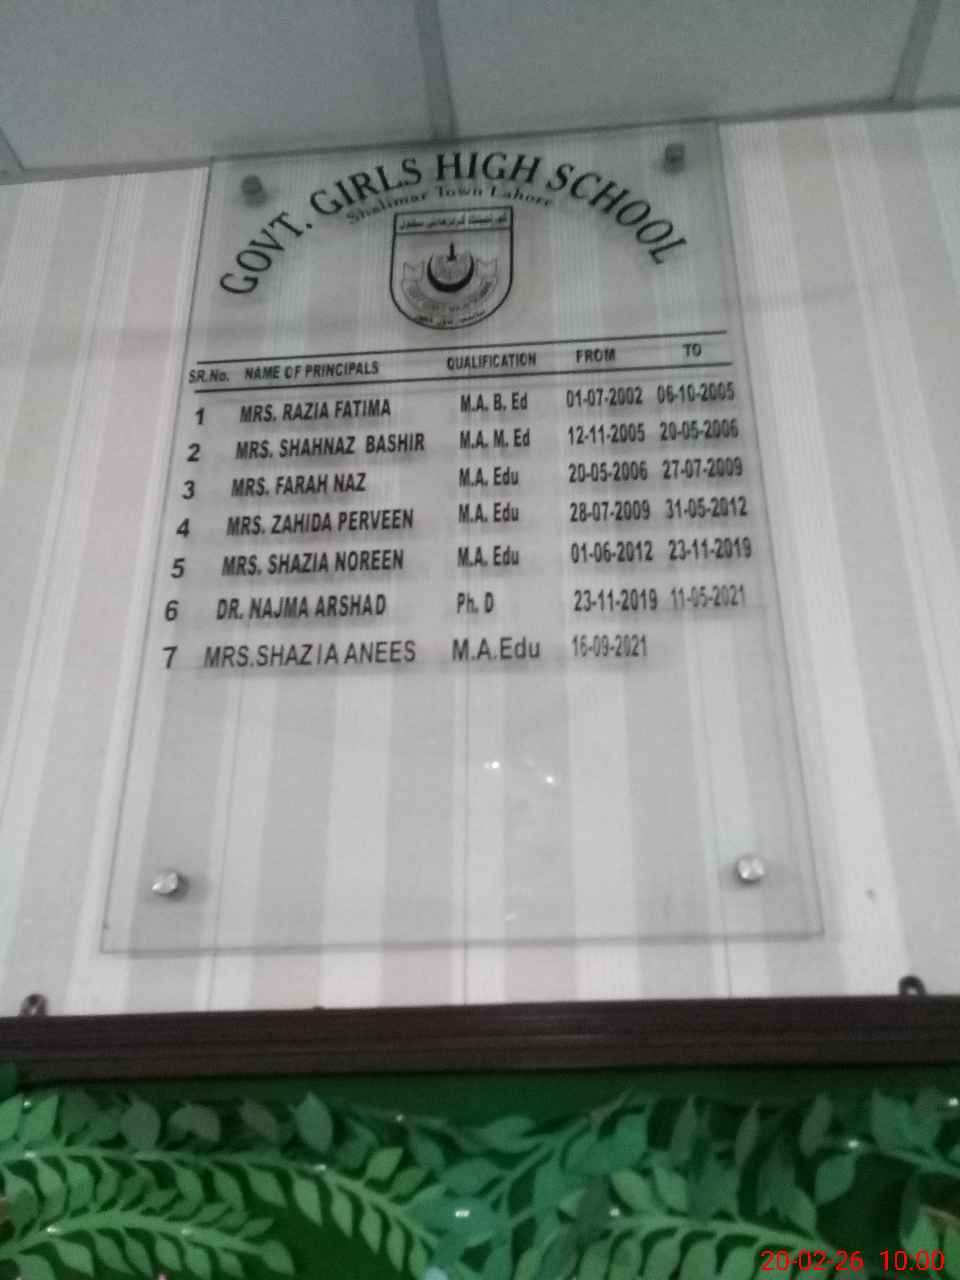 GOVT. GIRLS HIGH SCHOOL
Shalimar Town Lahore
گورنمنٹ گرلز ہائی سکول
SR.No. NAME OF PRINCIPALS QUALIFICATION FROM TO
1 MRS. RAZIA FATIMA M.A. B. Ed 01-07-2002 06-10-2005
2 MRS. SHAHNAZ BASHIR M.A. M. Ed 12-11-2005 20-05-2006
3 MRS. FARAH NAZ M.A. Edu 20-05-2006 27-07-2009
4 MRS. ZAHIDA PERVEEN M.A. Edu 28-07-2009 31-05-2012
5 MRS. SHAZIA NOREEN M.A. Edu 01-06-2012 23-11-2019
6 DR. NAJMA ARSHAD Ph. D 23-11-2019 11-05-2021
7 MRS.SHAZIA ANEES M.A.Edu 16-09-2021
20-02-26 10:00